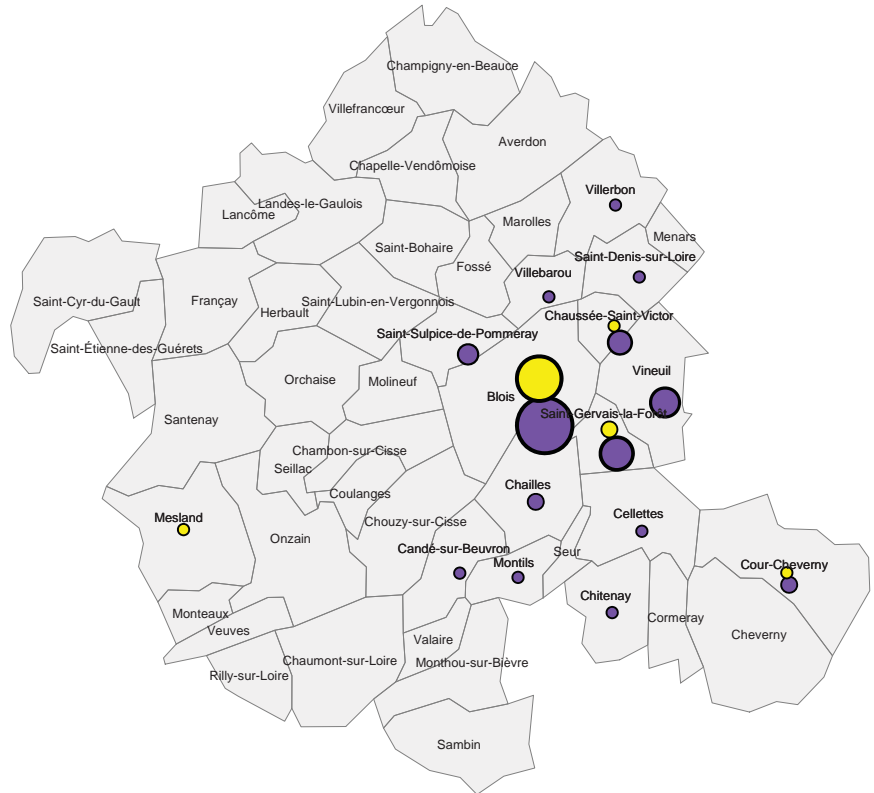 Champigny-en-Beauce
Villefrancœur
Averdon
Chapelle-Vendômoise
Villerbon
Landes-le-Gaulois
Lancôme
Marolles
Menars
Saint-Bohaire
Saint-Denis-sur-Loire
Fossé
Villebarou
Saint-Cyr-du-Gault
Françay
Saint-Lubin-en-Vergonnois
Herbault
Chaussée-Saint-Victor
Saint-Sulpice-de-Pommeray
Saint-Étienne-des-Guérets
Vineuil
Orchaise
Molineuf
Blois
Saint-Gervais-la-Forêt
Santenay
Chambon-sur-Cisse
Seillac
Chailles
Coulanges
Cellettes
Mesland
Chouzy-sur-Cisse
Onzain
Candé-sur-Beuvron
Seur
Montils
Cour-Cheverny
Chitenay
Monteaux
Cormeray
Veuves
Cheverny
Valaire
Chaumont-sur-Loire
Monthou-sur-Bièvre
Rilly-sur-Loire
Sambin